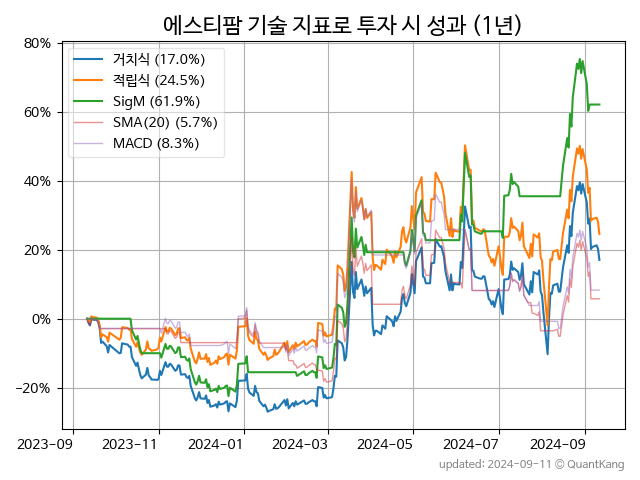 에스티팜 기술 지표로 투자 시 성과 (1년)
80%
60%
40%
20%
0%
−20%
거치식 (17.0%)
적립식 (24.5%)
SigM (61.9%)
SMA(20) (5.7%)
MACD (8.3%)
2023-09 2023-11 2024-01 2024-03 2024-05 2024-07 2024-09
updated: 2024-09-11 © QuantKang